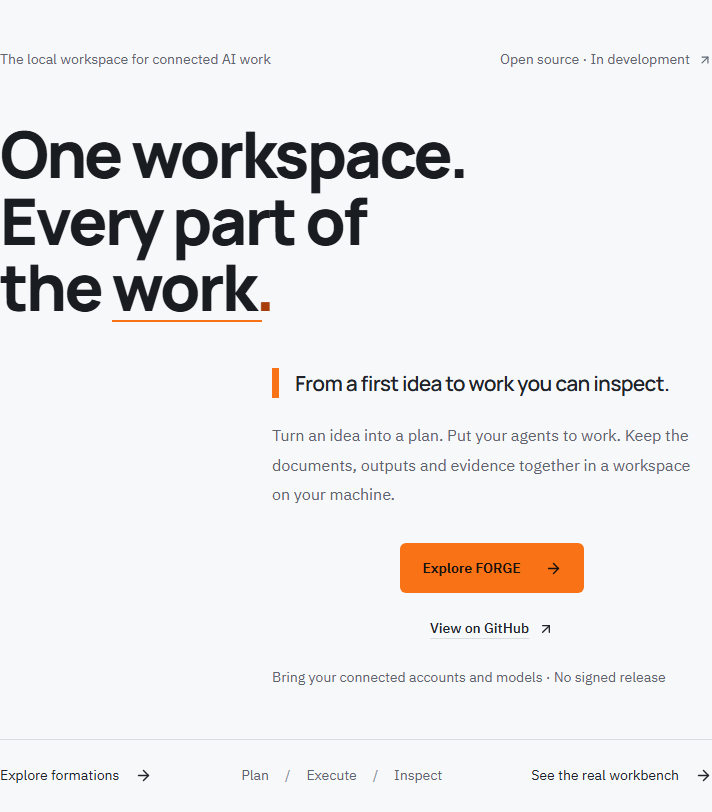 The local workspace for connected AI work
Open source · In development ↗
One workspace.
Every part of
the work.
From a first idea to work you can inspect.
Turn an idea into a plan. Put your agents to work. Keep the
documents, outputs and evidence together in a workspace
on your machine.
Explore FORGE →
View on GitHub ↗
Bring your connected accounts and models · No signed release
Explore formations →
Plan / Execute / Inspect
See the real workbench →